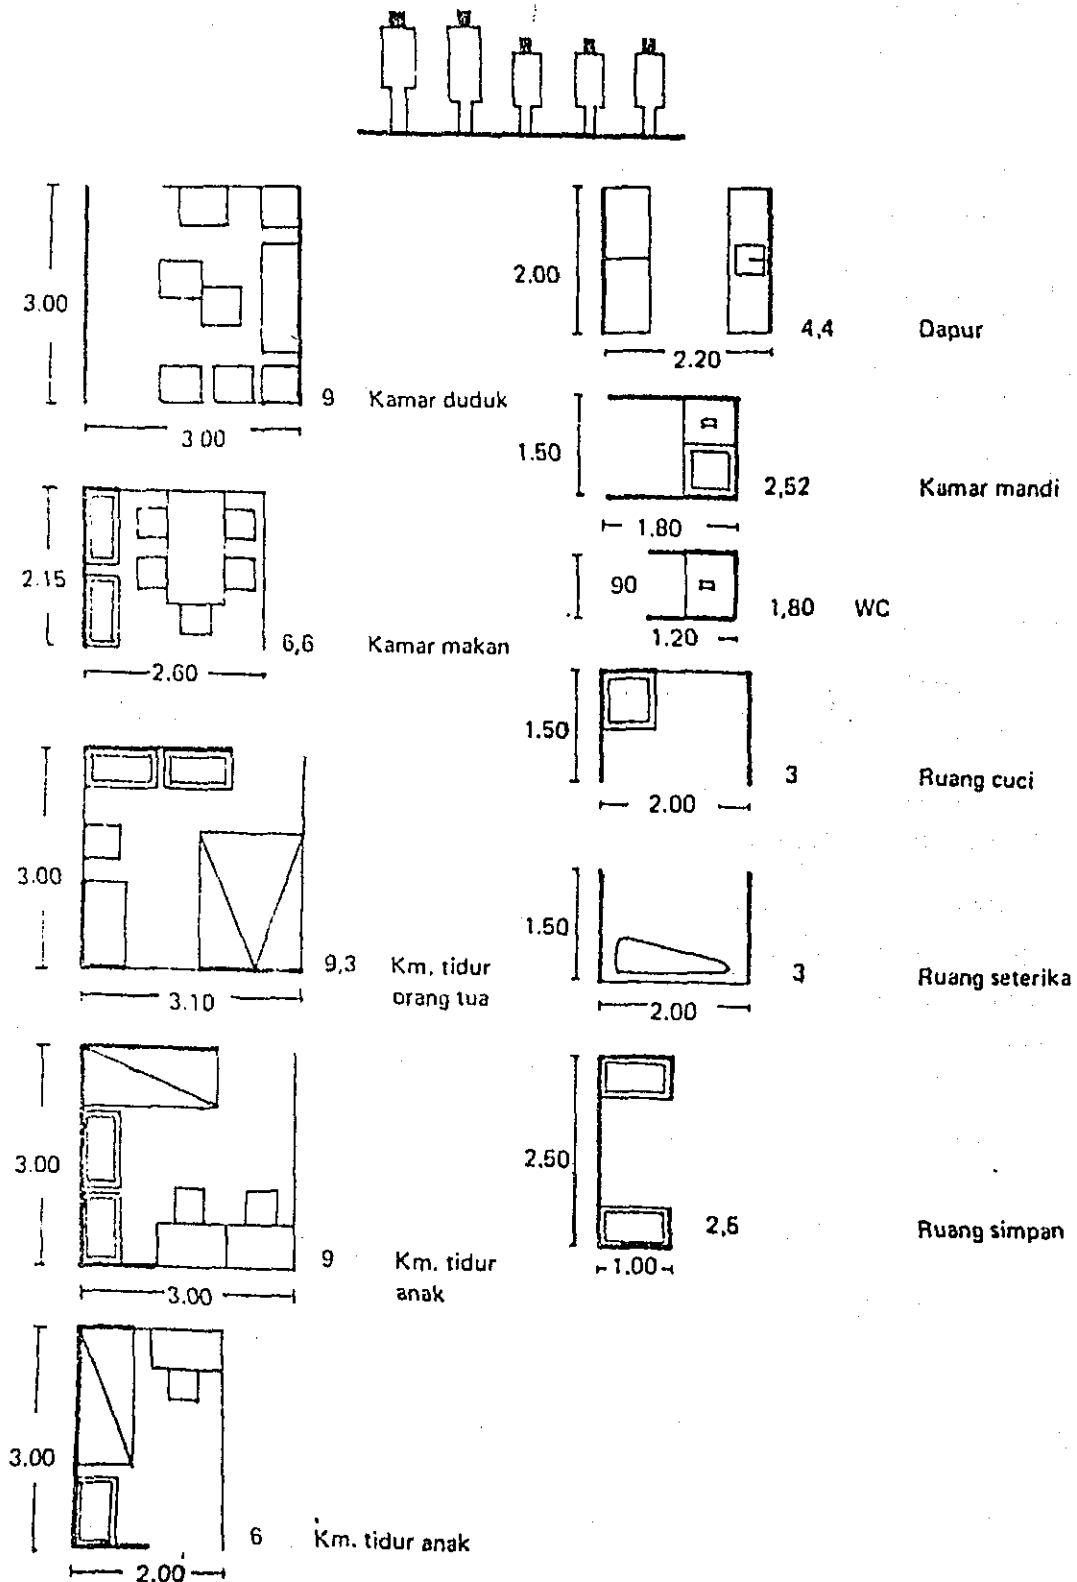 3.00
9 Kamar duduk
3.00
2.15
6,6 Kamar makan
2.60
3.00
9,3 Km. tidur
orang tua
3.10
3.00
9 Km. tidur
anak
3.00
3.00
6 Km. tidur anak
2.00
2.00
4,4 Dapur
2.20
1.50
2,52 Kamar mandi
1.80
90
1,80 WC
1.20
1.50
3 Ruang cuci
2.00
1.50
3 Ruang seterika
2.00
2.50
2,5 Ruang simpan
1.00